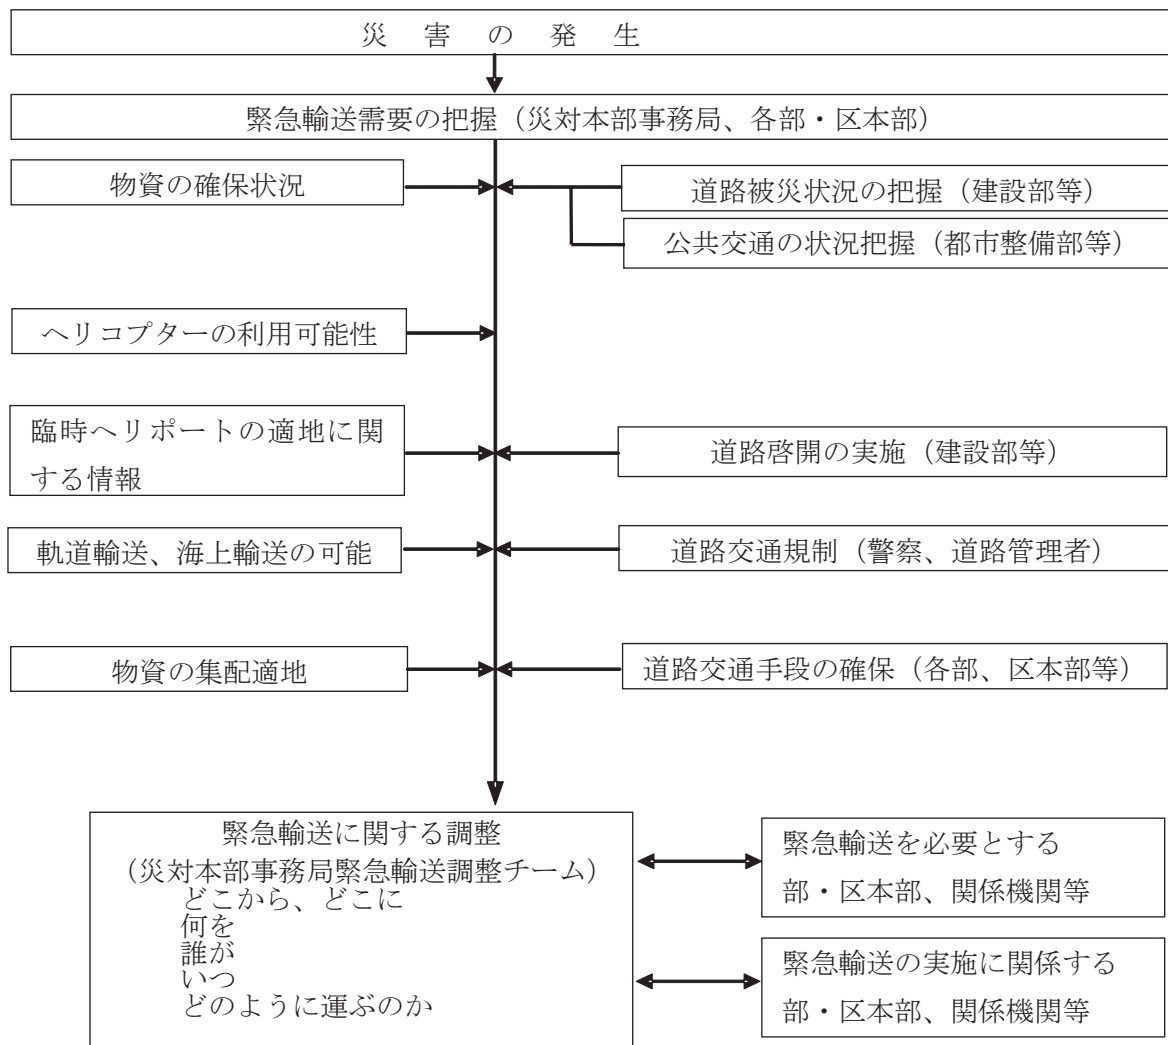 災害の発生
緊急輸送需要の把握（災対本部事務局、各部・区本部）
物資の確保状況
道路被災状況の把握（建設部等）
公共交通の状況把握（都市整備部等）
ヘリコプターの利用可能性
臨時ヘリポートの適地に関
する情報
道路啓開の実施（建設部等）
軌道輸送、海上輸送の可能
道路交通規制（警察、道路管理者）
物資の集配適地
道路交通手段の確保（各部、区本部等）
緊急輸送に関する調整
（災対本部事務局緊急輸送調整チーム）
どこから、どこに
何を
誰が
いつ
どのように運ぶのか
緊急輸送を必要とする
部・区本部、関係機関等
緊急輸送の実施に関係する
部・区本部、関係機関等